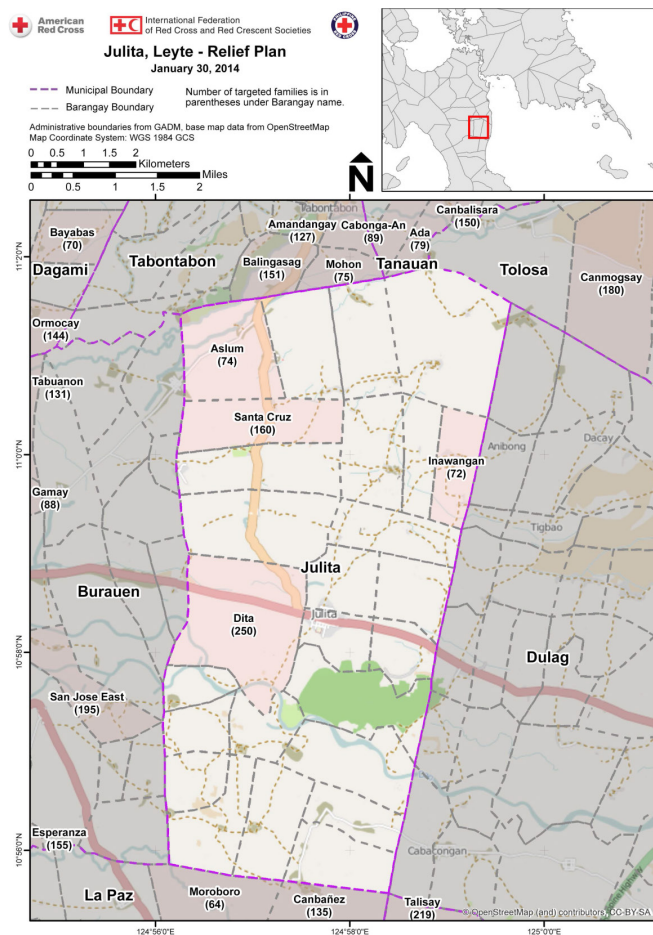 American
Red Cross
International Federation
of Red Cross and Red Crescent Societies
PHILIPPINE
RED CROSS
Julita, Leyte - Relief Plan
January 30, 2014
Municipal Boundary
Barangay Boundary
Number of targeted families is in
parentheses under Barangay name.
Administrative boundaries from GADM, base map data from OpenStreetMap
Map Coordinate System: WGS 1984 GCS
0 0.5 1 2
Kilometers
0 0.5 1 2
Miles
N
Tabontabon
Canbalisara
(150)
Bayabas
(70)
Amandangay
(127)
Cabonga-An
(89)
Ada
(79)
11°2'0"N
Dagami
Tabontabon
Balingasag
(151)
Mohon
(75)
Tanauan
Tolosa
Canmogsay
(180)
Ormocay
(144)
Aslum
(74)
Tabuanon
(131)
Santa Cruz
(160)
11°0'0"N
Inawangan
(72)
Anibong
Dacay
Gamay
(88)
Tigbao
Julita
Burauen
Dita
(250)
Julita
10°58'0"N
Dulag
San Jose East
(195)
10°56'0"N
Esperanza
(155)
Cabacongan
La Paz
Moroboro
(64)
Canbañez
(135)
Talisay
(219)
© OpenStreetMap (and) contributors, CC-BY-SA
124°56'0"E
124°58'0"E
125°0'0"E